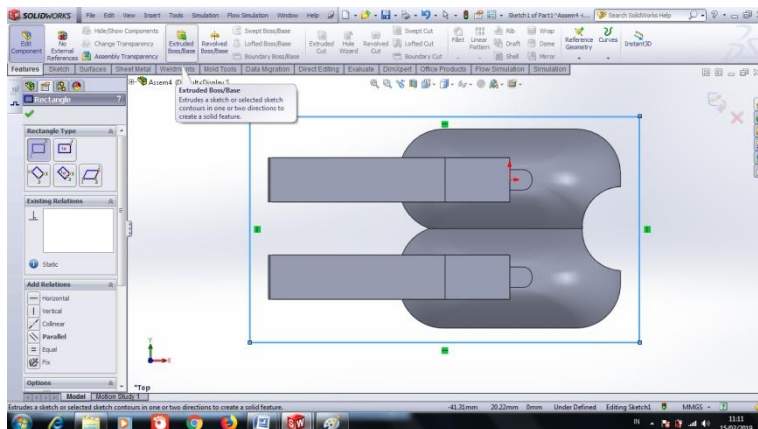 SOLIDWORKS File Edit View Insert Tools Simulation Flow Simulation Window Help Sketch1 of Part1^Assem4 Search SolidWorks Help
Edit Component
No External References
Hide/Show Components
Change Transparency
Assembly Transparency
Extruded Boss/Base
Revolved Boss/Base
Swept Boss/Base
Lofted Boss/Base
Boundary Boss/Base
Extruded Cut
Hole Wizard
Revolved Cut
Swept Cut
Lofted Cut
Boundary Cut
Fillet
Linear Pattern
Rib
Draft
Shell
Wrap
Dome
Mirror
Reference Geometry
Curves
Instant3D
Features Sketch Surfaces Sheet Metal Weldments Mold Tools Data Migration Direct Editing Evaluate DimXpert Office Products Flow Simulation Simulation
Extruded Boss/Base
Extrudes a sketch or selected sketch
contours in one or two directions to
create a solid feature.
Rectangle ?
Rectangle Type
Existing Relations
Static
Add Relations
Horizontal
Vertical
Collinear
Parallel
Equal
Fix
Options
Y
X
*Top
Model Motion Study 1
Extrudes a sketch or selected sketch contours in one or two directions to create a solid feature. -41.31mm 20.22mm 0mm Under Defined Editing Sketch1 MMGS
IN 11:11
15/02/2019